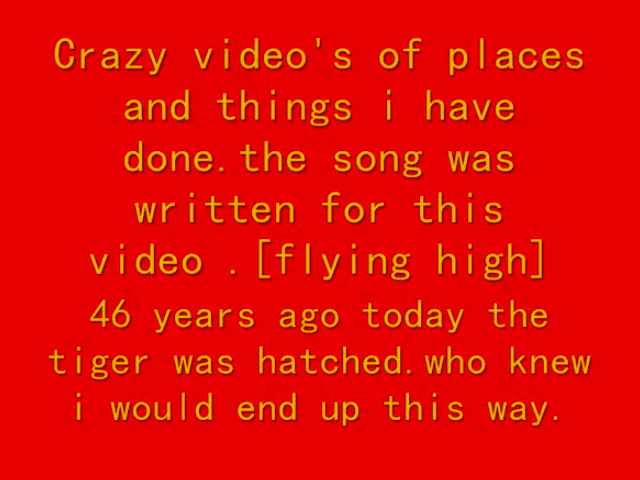 Crazy video's of places
and things i have
done.the song was
written for this
video .[flying high]
46 years ago today the
tiger was hatched.who knew
i would end up this way.